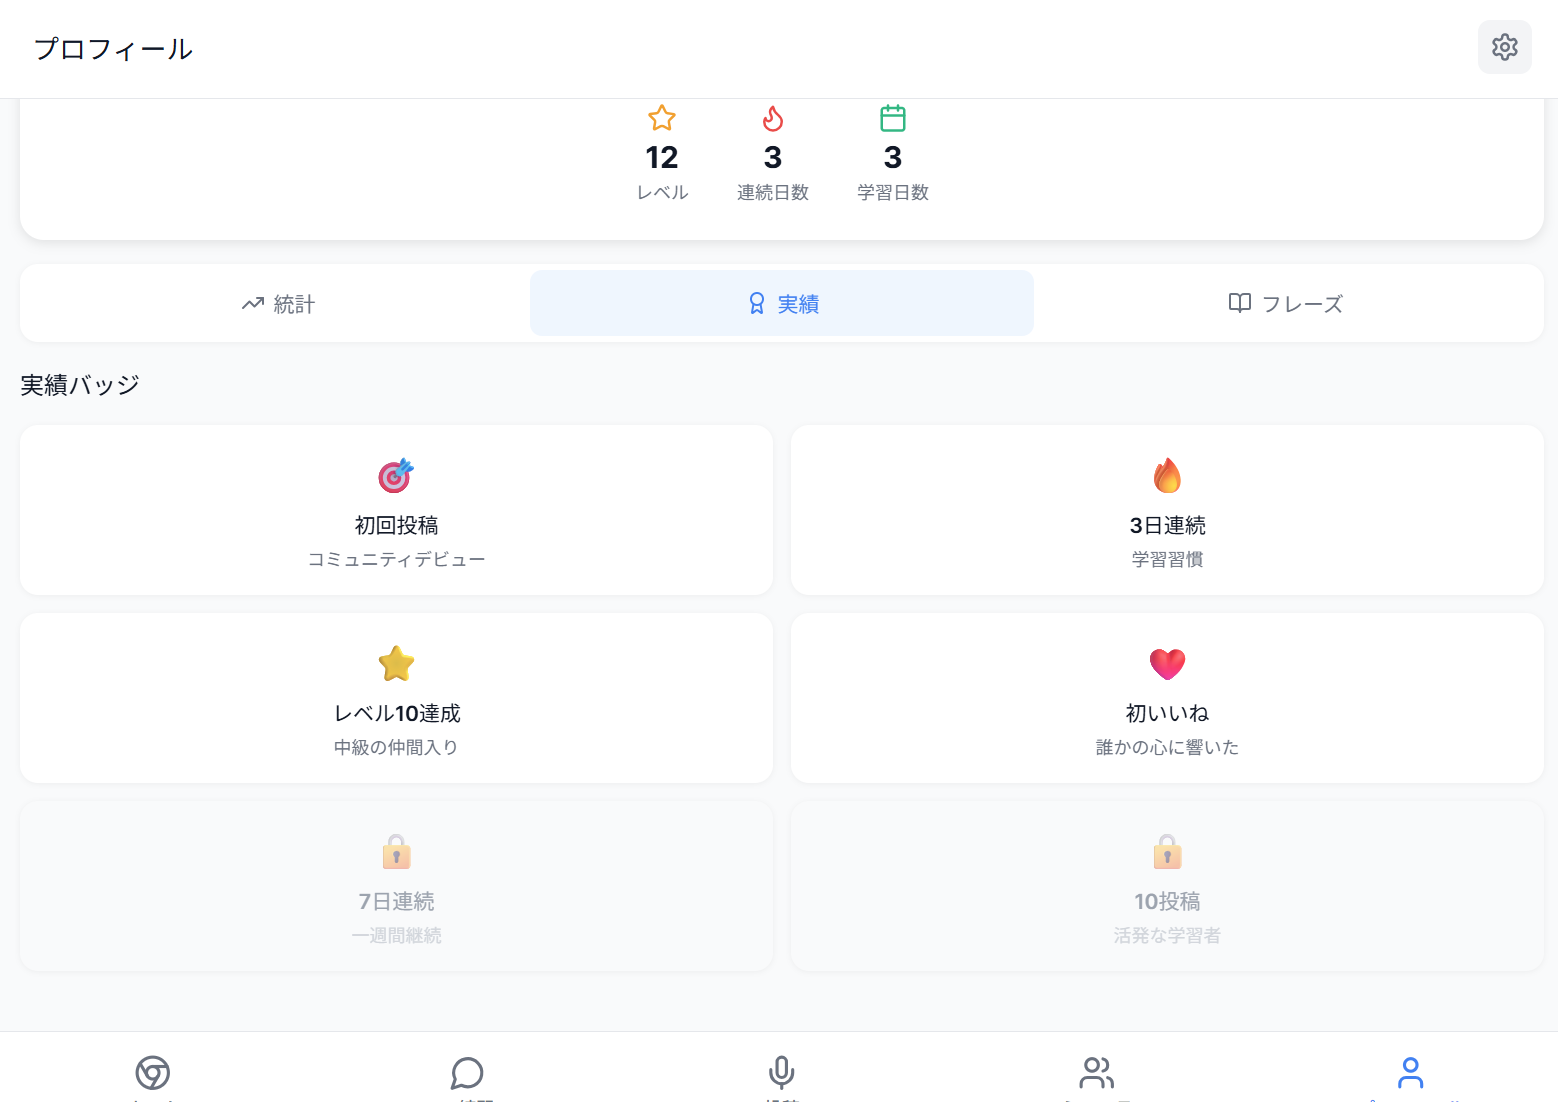 プロフィール
12
3
3
レベル
連続日数
学習日数
統計
実績
フレーズ
実績バッジ
初回投稿
コミュニティデビュー
3日連続
学習習慣
レベル10達成
中級の仲間入り
初いいね
誰かの心に響いた
7日連続
一週間継続
10投稿
活発な学習者